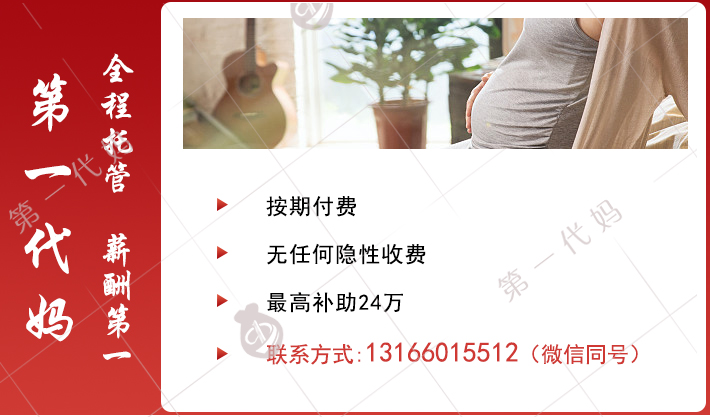 第一代妈
全程托管 薪酬第一
按期付费
无任何隐性收费
最高补助24万
联系方式:13166015512（微信同号）
第一代妈
第一代妈